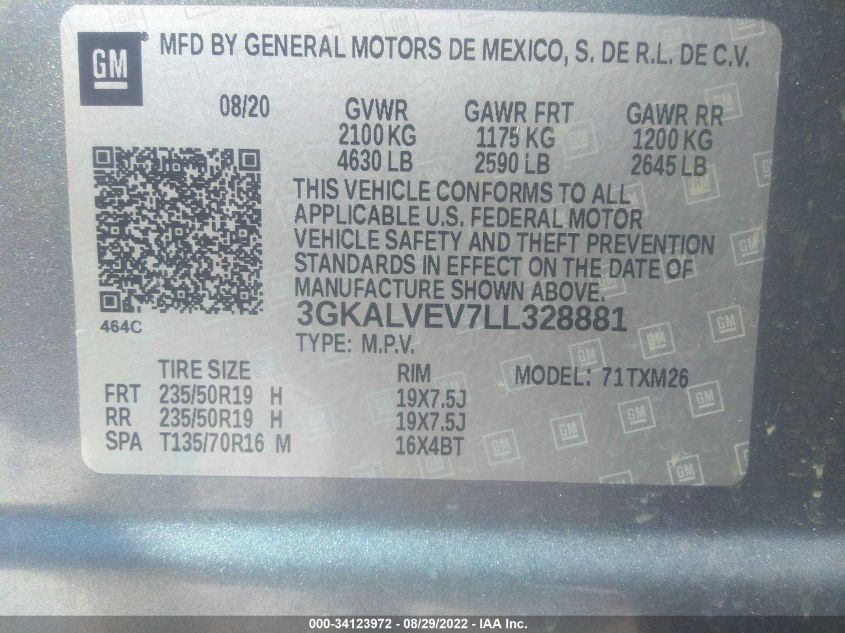 GM
MFD BY GENERAL MOTORS DE MEXICO, S. DE R.L. DE C.V.
08/20 GVWR GAWR FRT GAWR RR
2100 KG 1175 KG 1200 KG
4630 LB 2590 LB 2645 LB
THIS VEHICLE CONFORMS TO ALL
APPLICABLE U.S. FEDERAL MOTOR
VEHICLE SAFETY AND THEFT PREVENTION
STANDARDS IN EFFECT ON THE DATE OF
MANUFACTURE SHOWN ABOVE.
464C
3GKALVEV7LL328881
TYPE: M.P.V.
TIRE SIZE RIM MODEL: 71TXM26
FRT 235/50R19 H 19X7.5J
RR 235/50R19 H 19X7.5J
SPA T135/70R16 M 16X4BT
000-34123972 - 08/29/2022 - IAA Inc.